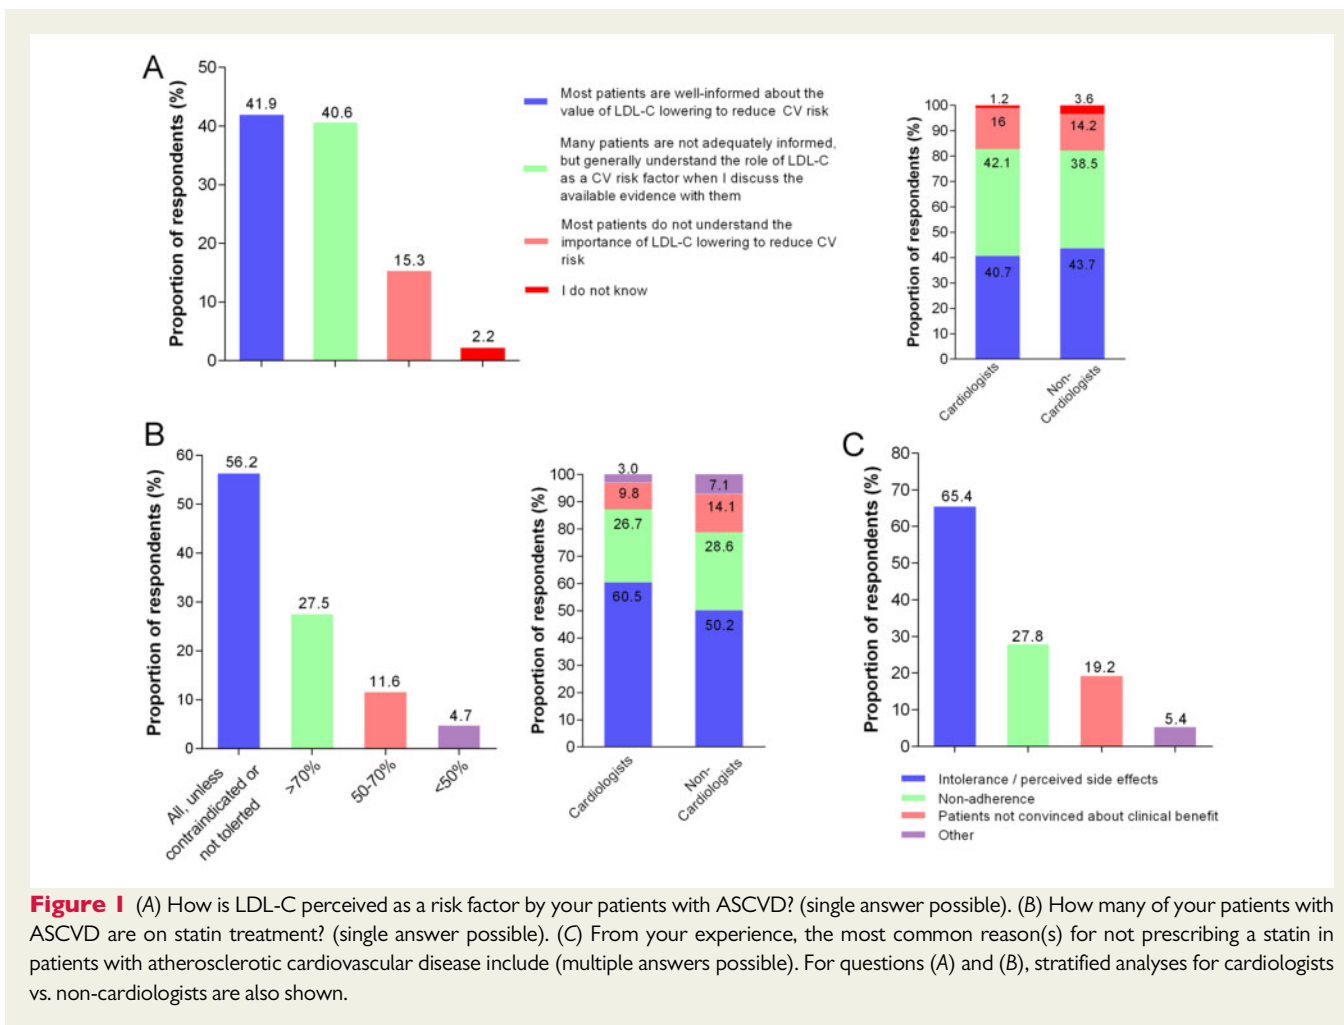 A
Proportion of respondents (%)
50
40
30
20
10
0
41.9
40.6
15.3
2.2
Most patients are well-informed about the
value of LDL-C lowering to reduce CV risk
Many patients are not adequately informed,
but generally understand the role of LDL-C
as a CV risk factor when I discuss the
available evidence with them
Most patients do not understand the
importance of LDL-C lowering to reduce CV
risk
I do not know
Proportion of respondents (%)
100
90
80
70
60
50
40
30
20
10
0
1.2
16
42.1
40.7
3.6
14.2
38.5
43.7
Cardiologists
Non-
Cardiologists
B
Proportion of respondents (%)
60
50
40
30
20
10
0
56.2
27.5
11.6
4.7
All, unless
contraindicated or
not tolerted
>70%
50-70%
<50%
Proportion of respondents (%)
100
90
80
70
60
50
40
30
20
10
0
3.0
9.8
26.7
60.5
7.1
14.1
28.6
50.2
Cardiologists
Non-
Cardiologists
C
Proportion of respondents (%)
80
70
60
50
40
30
20
10
0
65.4
27.8
19.2
5.4
Intolerance / perceived side effects
Non-adherence
Patients not convinced about clinical benefit
Other
Figure 1 (A) How is LDL-C perceived as a risk factor by your patients with ASCVD? (single answer possible). (B) How many of your patients with
ASCVD are on statin treatment? (single answer possible). (C) From your experience, the most common reason(s) for not prescribing a statin in
patients with atherosclerotic cardiovascular disease include (multiple answers possible). For questions (A) and (B), stratified analyses for cardiologists
vs. non-cardiologists are also shown.